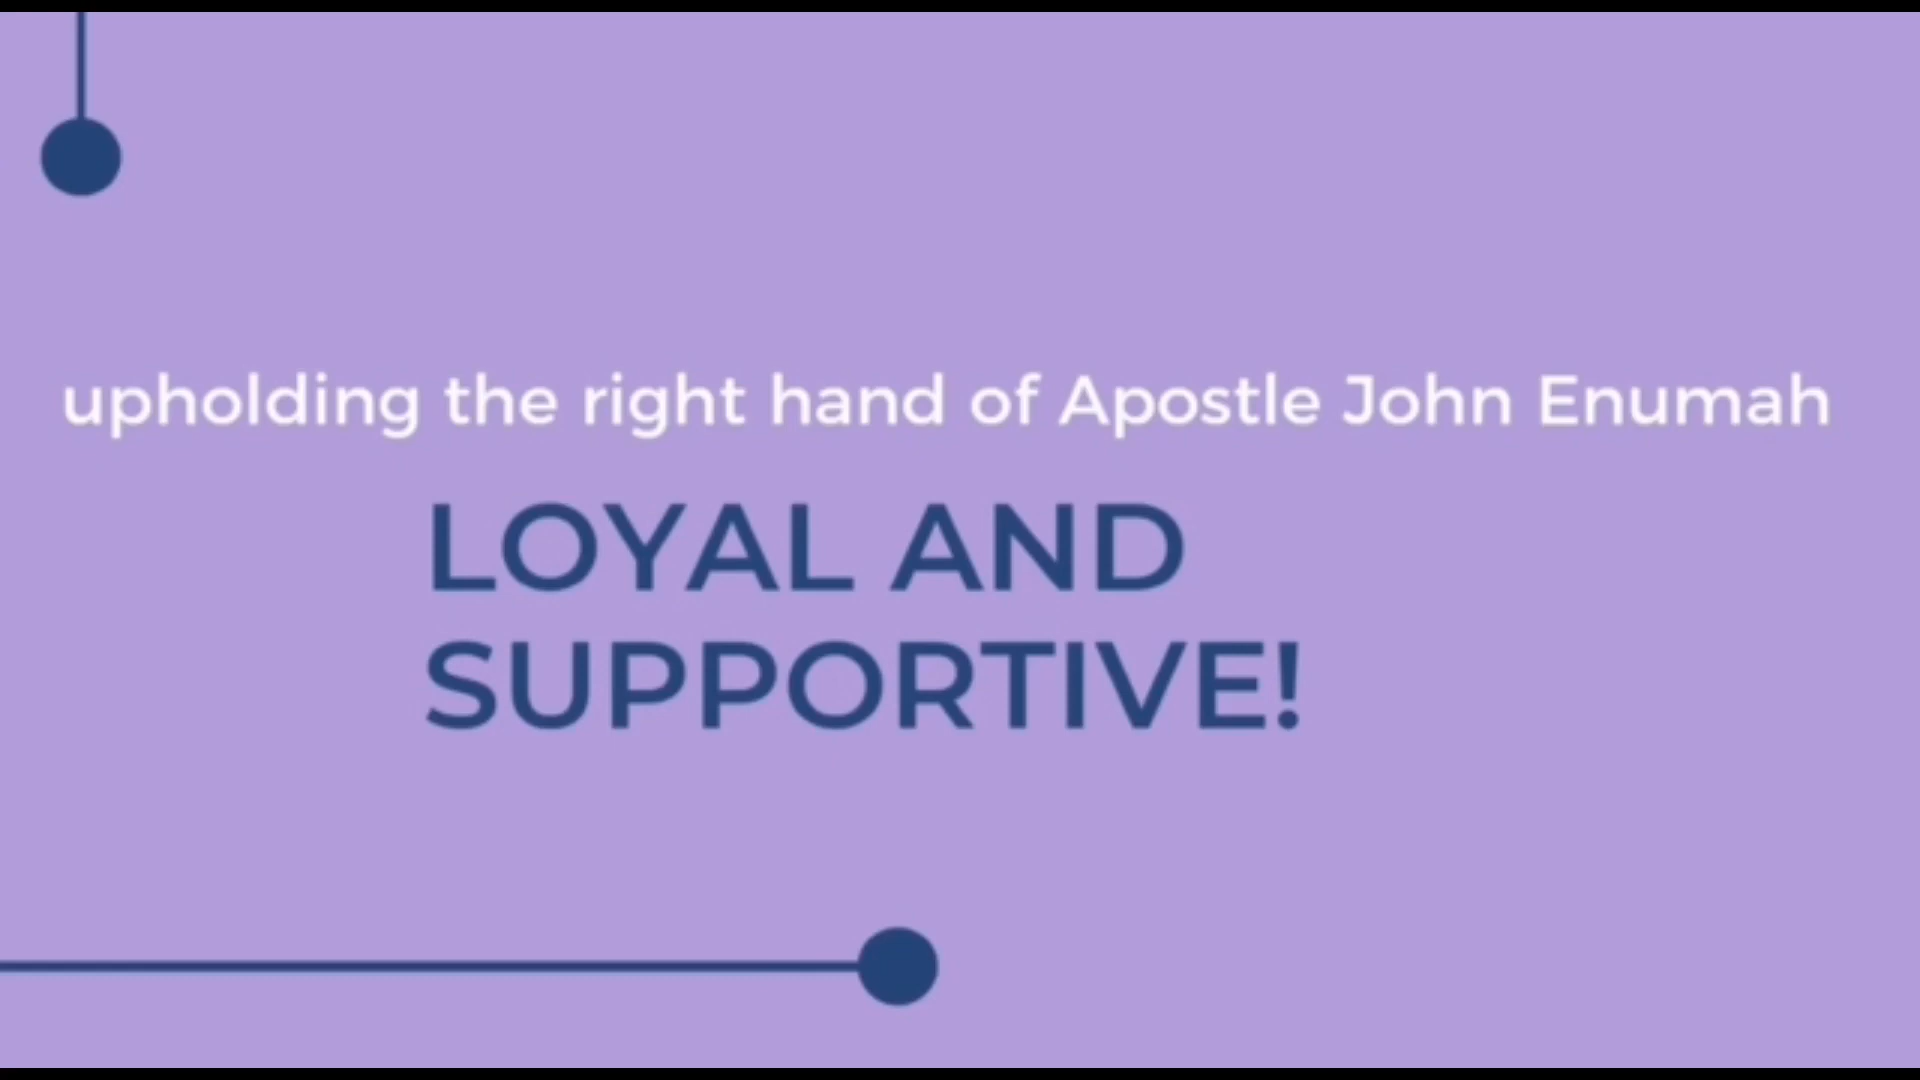 upholding the right hand of Apostle John Enumah
LOYAL AND
SUPPORTIVE!